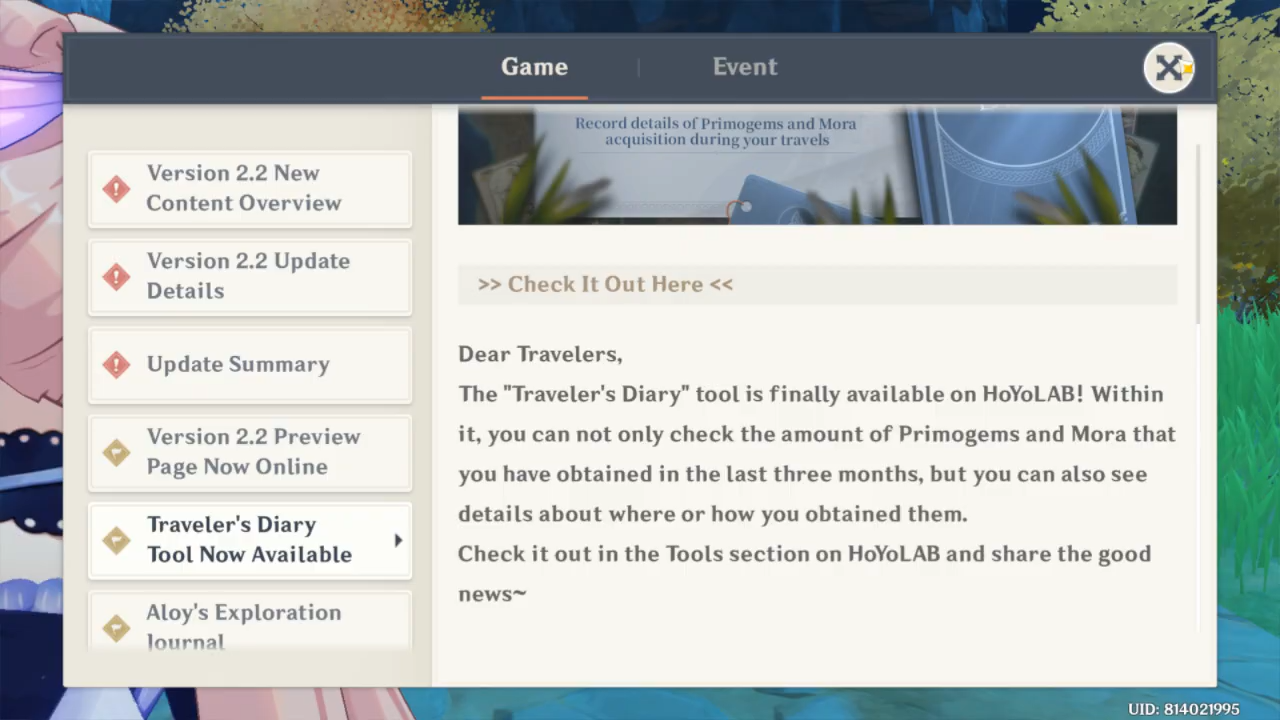 Game
Event
Version 2.2 New
Content Overview
Version 2.2 Update
Details
Update Summary
Version 2.2 Preview
Page Now Online
Traveler's Diary
Tool Now Available
Aloy's Exploration
Journal
Record details of Primogems and Mora
acquisition during your travels
>> Check It Out Here <<
Dear Travelers,
The "Traveler's Diary" tool is finally available on HoYoLAB! Within
it, you can not only check the amount of Primogems and Mora that
you have obtained in the last three months, but you can also see
details about where or how you obtained them.
Check it out in the Tools section on HoYoLAB and share the good
news~
UID: 814021995